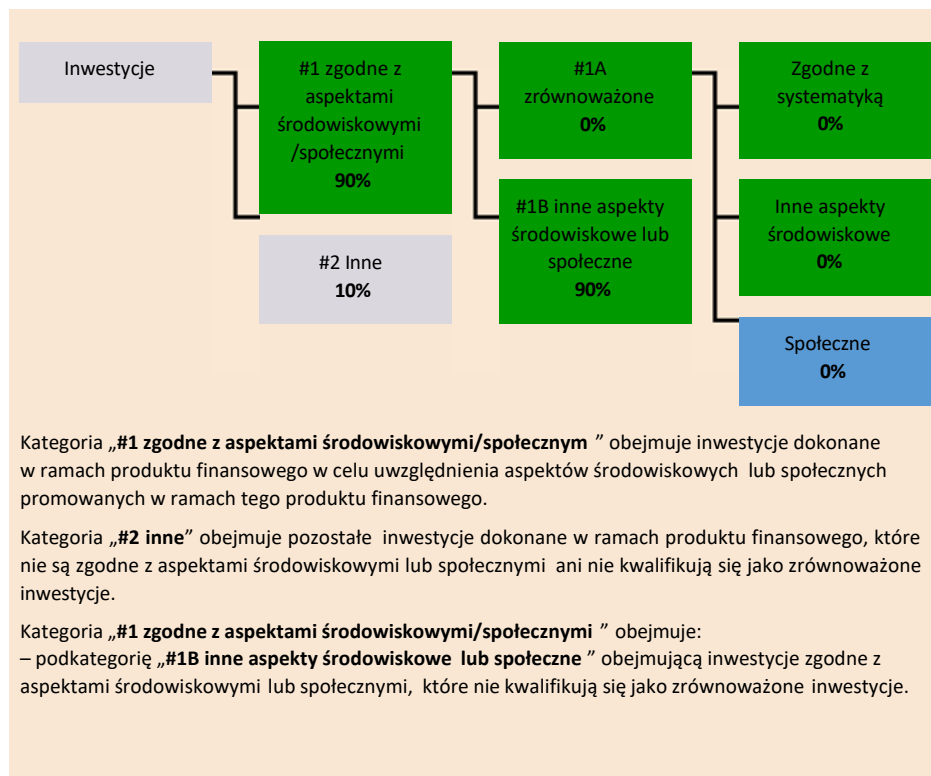 Inwestycje
#1 zgodne z
aspektami
środowiskowymi
/społecznymi
90%
#2 Inne
10%
#1A
zrównoważone
0%
#1B inne aspekty
środowiskowe lub
społeczne
90%
Zgodne z
systematyką
0%
Inne aspekty
środowiskowe
0%
Społeczne
0%
Kategoria „#1 zgodne z aspektami środowiskowymi/społecznym ” obejmuje inwestycje dokonane
w ramach produktu finansowego w celu uwzględnienia aspektów środowiskowych lub społecznych
promowanych w ramach tego produktu finansowego.
Kategoria „#2 inne” obejmuje pozostałe inwestycje dokonane w ramach produktu finansowego, które
nie są zgodne z aspektami środowiskowymi lub społecznymi ani nie kwalifikują się jako zrównoważone
inwestycje.
Kategoria „#1 zgodne z aspektami środowiskowymi/społecznymi ” obejmuje:
– podkategorię „#1B inne aspekty środowiskowe lub społeczne ” obejmującą inwestycje zgodne z
aspektami środowiskowymi lub społecznymi, które nie kwalifikują się jako zrównoważone inwestycje.